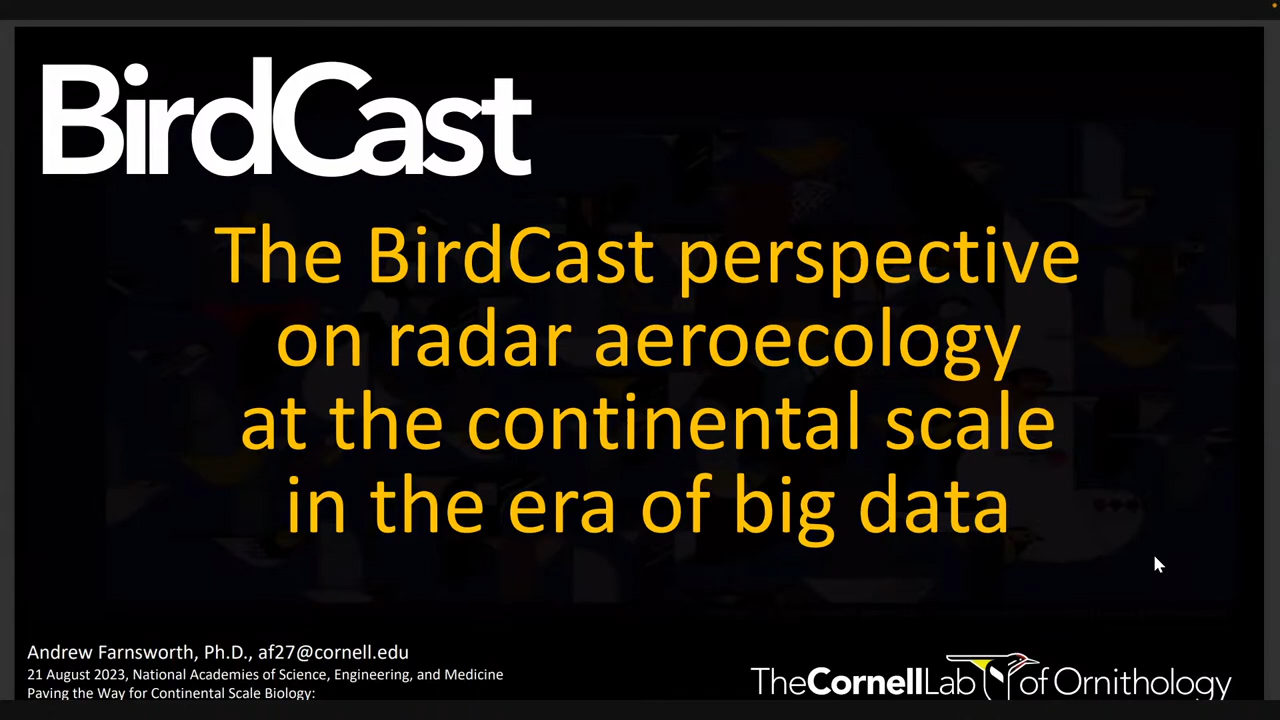 BirdCast
The BirdCast perspective
on radar aeroecology
at the continental scale
in the era of big data
Andrew Farnsworth, Ph.D., af27@cornell.edu
21 August 2023, National Academies of Science, Engineering, and Medicine
Paving the Way for Continental Scale Biology:
TheCornellLab of Ornithology